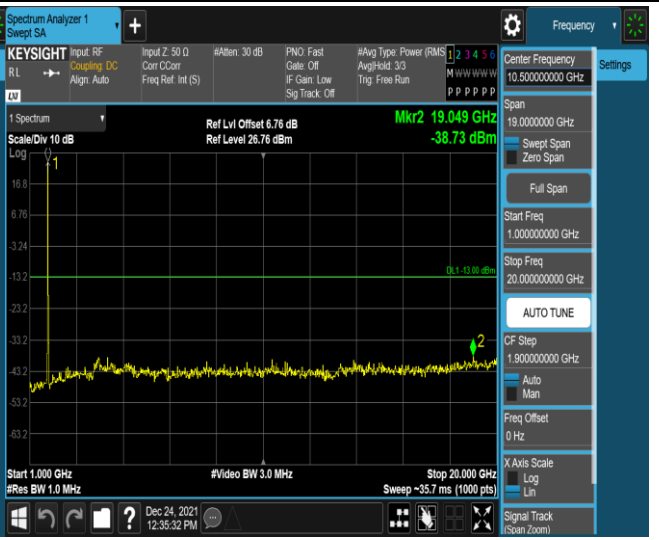 Spectrum Analyzer 1
Swept SA
+
Frequency
KEYSIGHT
RL
LXI
Input: RF
Coupling: DC
Align: Auto
Input Z: 50 Ω
Corr CCorr
Freq Ref: Int (S)
#Atten: 30 dB
PNO: Fast
Gate: Off
IF Gain: Low
Sig Track: Off
#Avg Type: Power (RMS
Avg|Hold: 3/3
Trig: Free Run
1 2 3 4 5 6
M W W W W W
P P P P P P
Settings
1 Spectrum
Scale/Div 10 dB
Log
Ref Lvl Offset 6.76 dB
Ref Level 26.76 dBm
Mkr2 19.049 GHz
-38.73 dBm
1
16.8
6.76
-3.24
-13.2
-23.2
-33.2
-43.2
-53.2
-63.2
DL1 -13.00 dBm
2
Start 1.000 GHz
#Res BW 1.0 MHz
#Video BW 3.0 MHz
Stop 20.000 GHz
Sweep ~35.7 ms (1000 pts)
Center Frequency
10.500000000 GHz
Span
19.0000000 GHz
Swept Span
Zero Span
Full Span
Start Freq
1.000000000 GHz
Stop Freq
20.000000000 GHz
AUTO TUNE
CF Step
1.900000000 GHz
Auto
Man
Freq Offset
0 Hz
X Axis Scale
Log
Lin
Signal Track
(Span Zoom)
?
Dec 24, 2021
12:35:32 PM